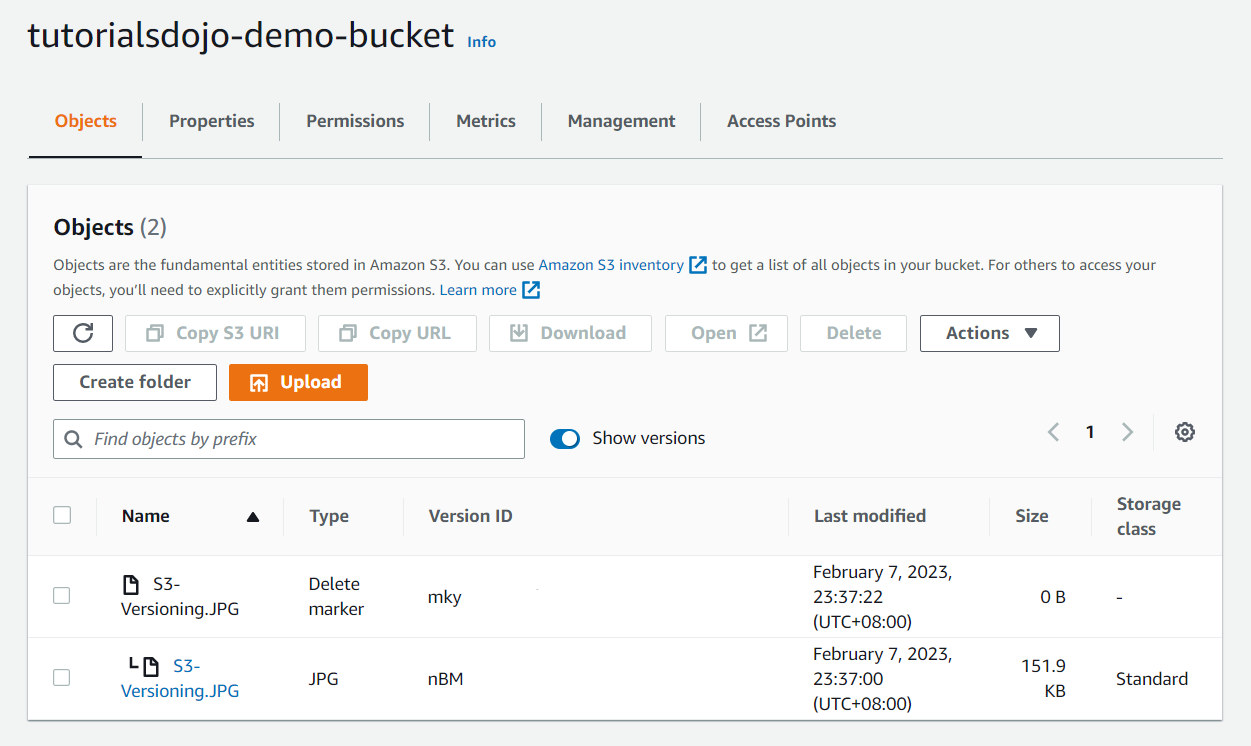 tutorialsdojo-demo-bucket Info
Objects Properties Permissions Metrics Management Access Points
Objects (2)
Objects are the fundamental entities stored in Amazon S3. You can use Amazon S3 inventory to get a list of all objects in your bucket. For others to access your
objects, you'll need to explicitly grant them permissions. Learn more
Copy S3 URI Copy URL Download Open Delete Actions
Create folder Upload
Find objects by prefix Show versions 1
Name Type Version ID Last modified Size Storage
class
S3-
Versioning.JPG
Delete
marker
mky
February 7, 2023,
23:37:22
(UTC+08:00)
0 B
-
S3-
Versioning.JPG
JPG
nBM
February 7, 2023,
23:37:00
(UTC+08:00)
151.9
KB
Standard